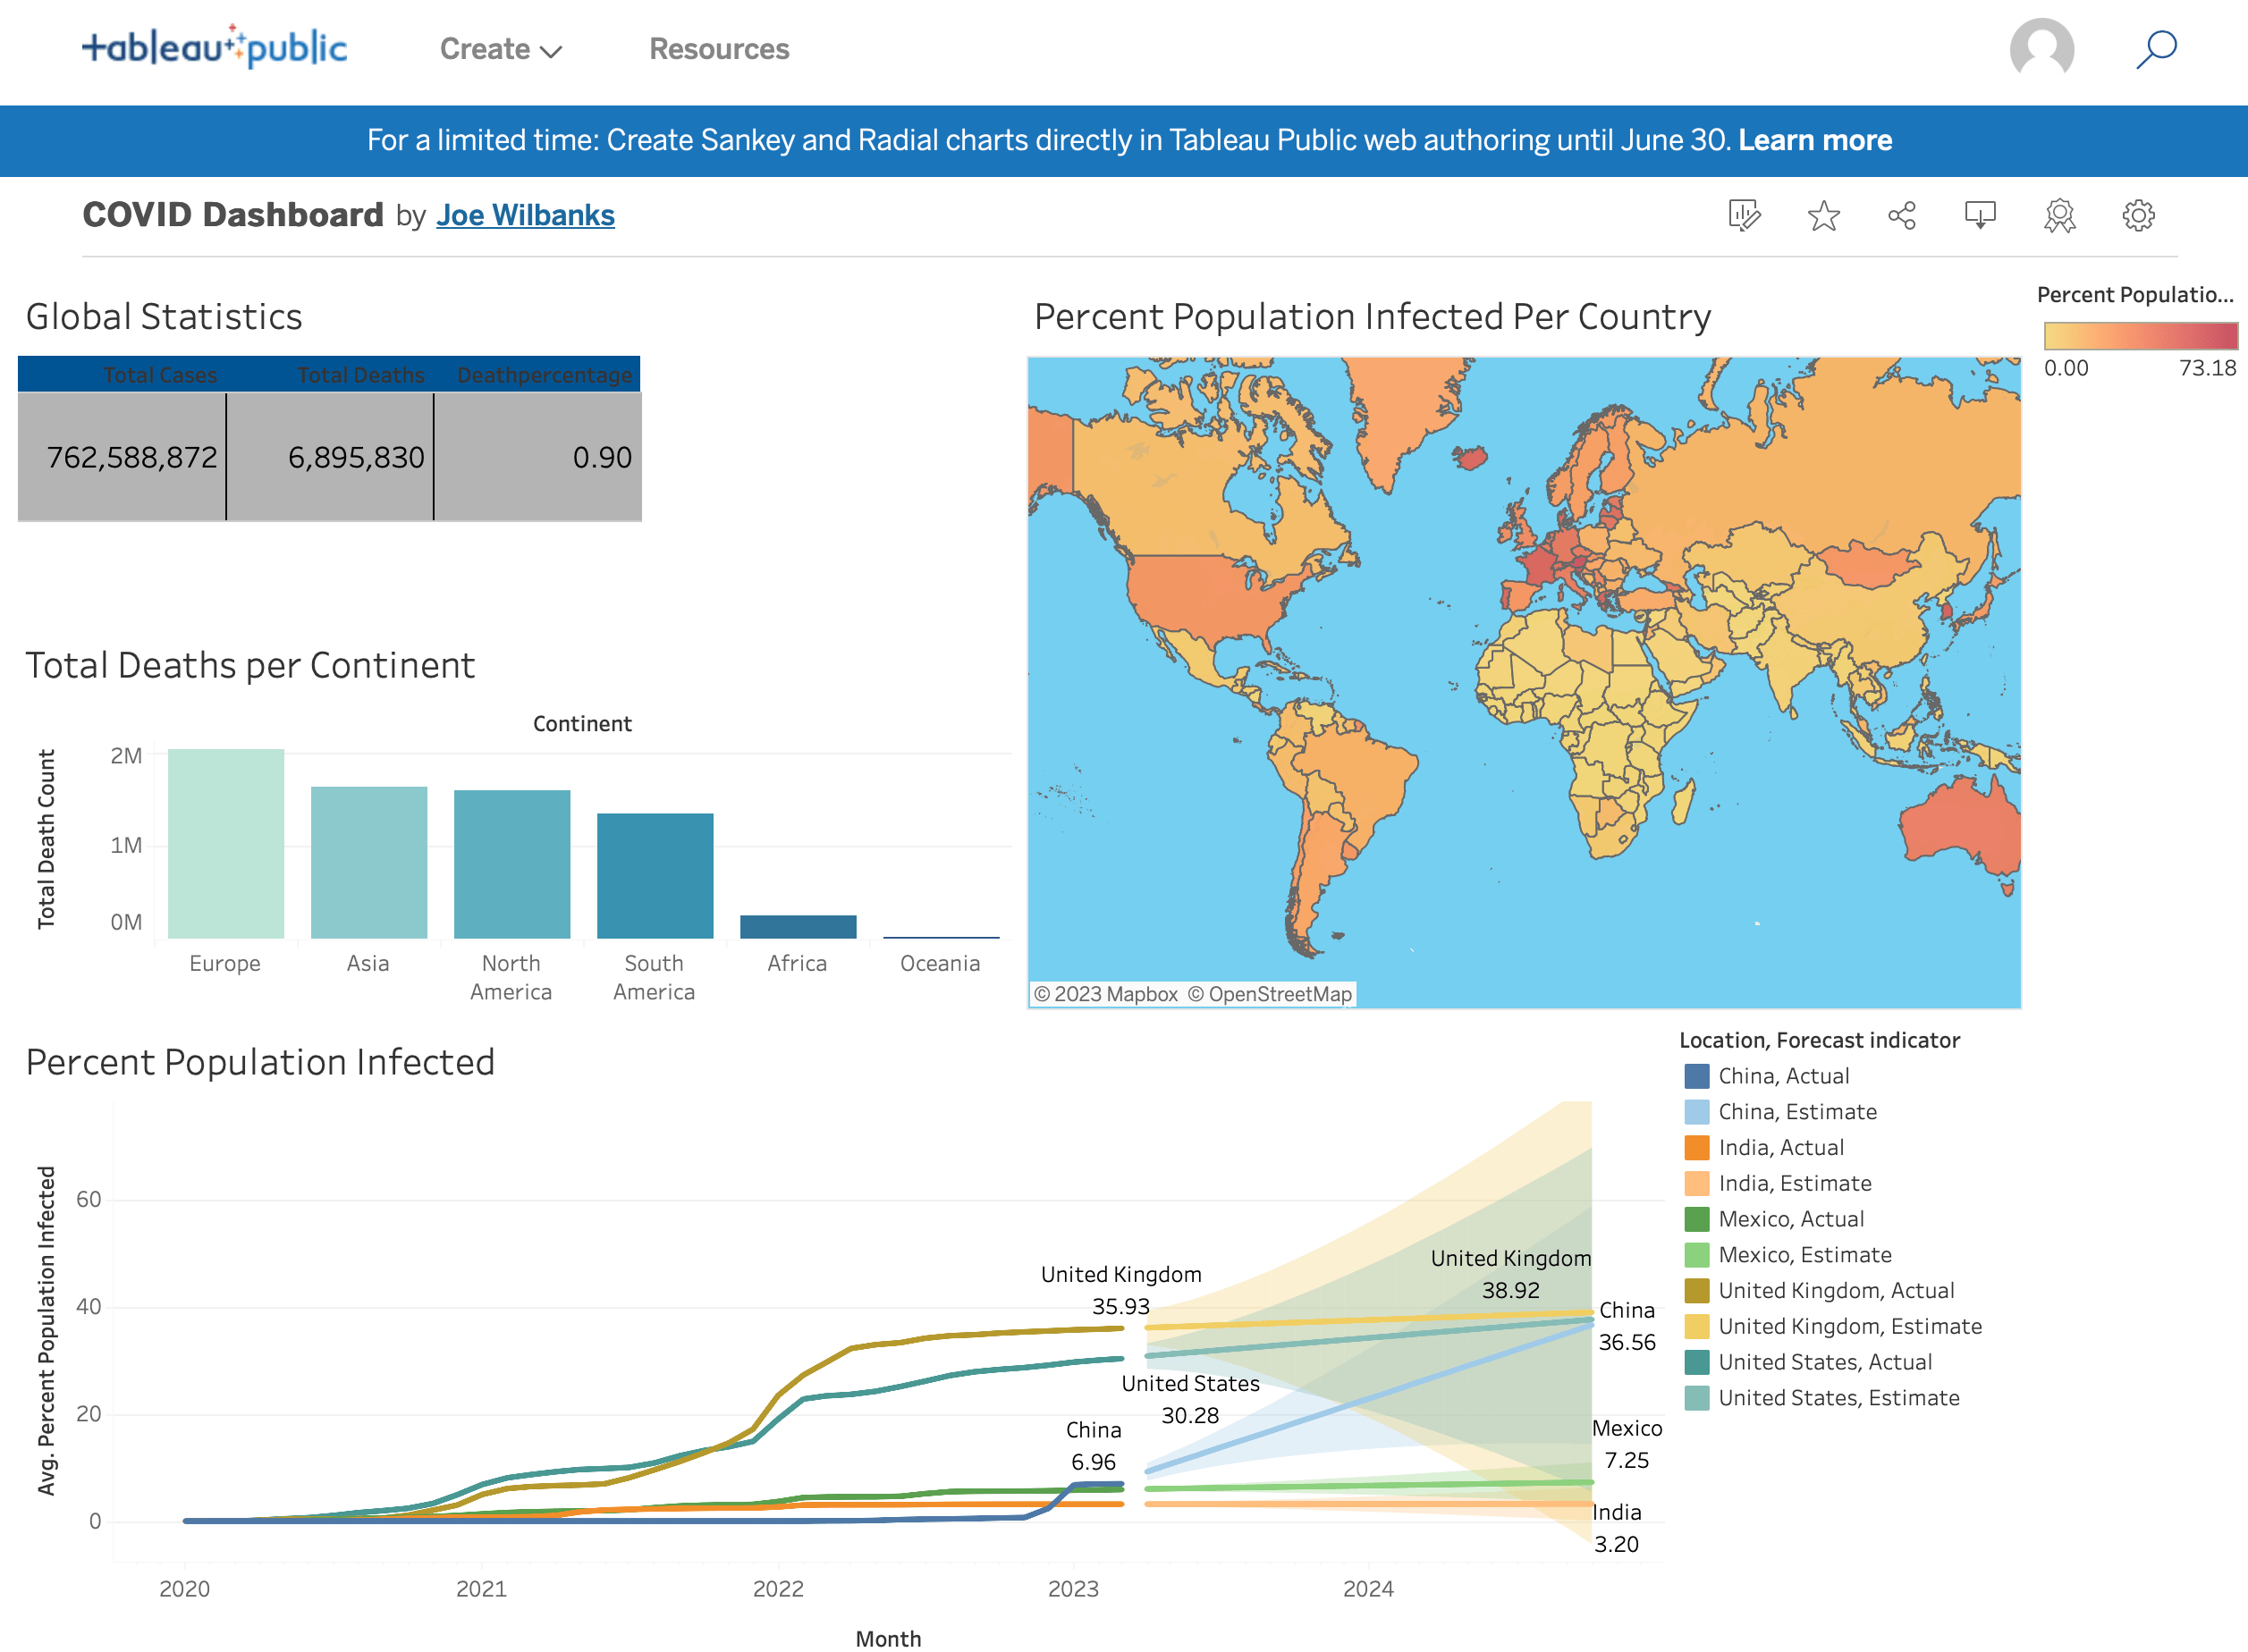 +ableau public
Create
Resources
For a limited time: Create Sankey and Radial charts directly in Tableau Public web authoring until June 30. Learn more
COVID Dashboard by Joe Wilbanks
Global Statistics
Total Cases Total Deaths Deathpercentage
762,588,872 6,895,830 0.90
Percent Population Infected Per Country
Percent Populatio...
0.00 73.18
© 2023 Mapbox © OpenStreetMap
Total Deaths per Continent
Continent
Total Death Count
2M
1M
0M
Europe Asia North America South America Africa Oceania
Percent Population Infected
Avg. Percent Population Infected
60
40
20
0
United Kingdom
35.93
United States
30.28
China
6.96
United Kingdom
38.92
China
36.56
Mexico
7.25
India
3.20
2020 2021 2022 2023 2024
Month
Location, Forecast indicator
China, Actual
China, Estimate
India, Actual
India, Estimate
Mexico, Actual
Mexico, Estimate
United Kingdom, Actual
United Kingdom, Estimate
United States, Actual
United States, Estimate